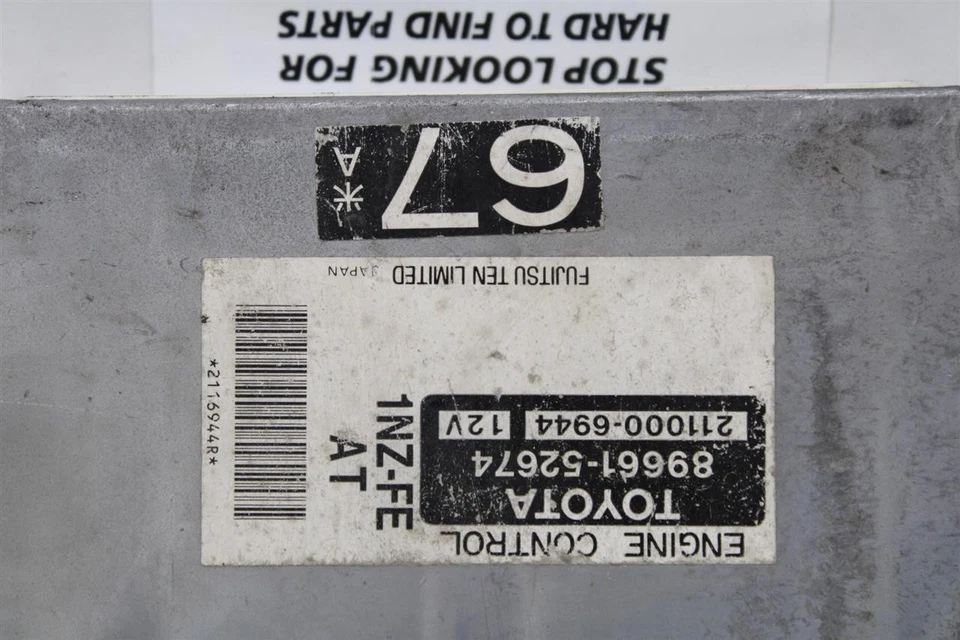 STOP LOOKING FOR
HARD TO FIND PARTS
67
*A
ENGINE CONTROL
TOYOTA
89661-52674
211000-6944 12V
1NZ-FE
AT
*2116944R*
FUJITSU TEN LIMITED JAPAN